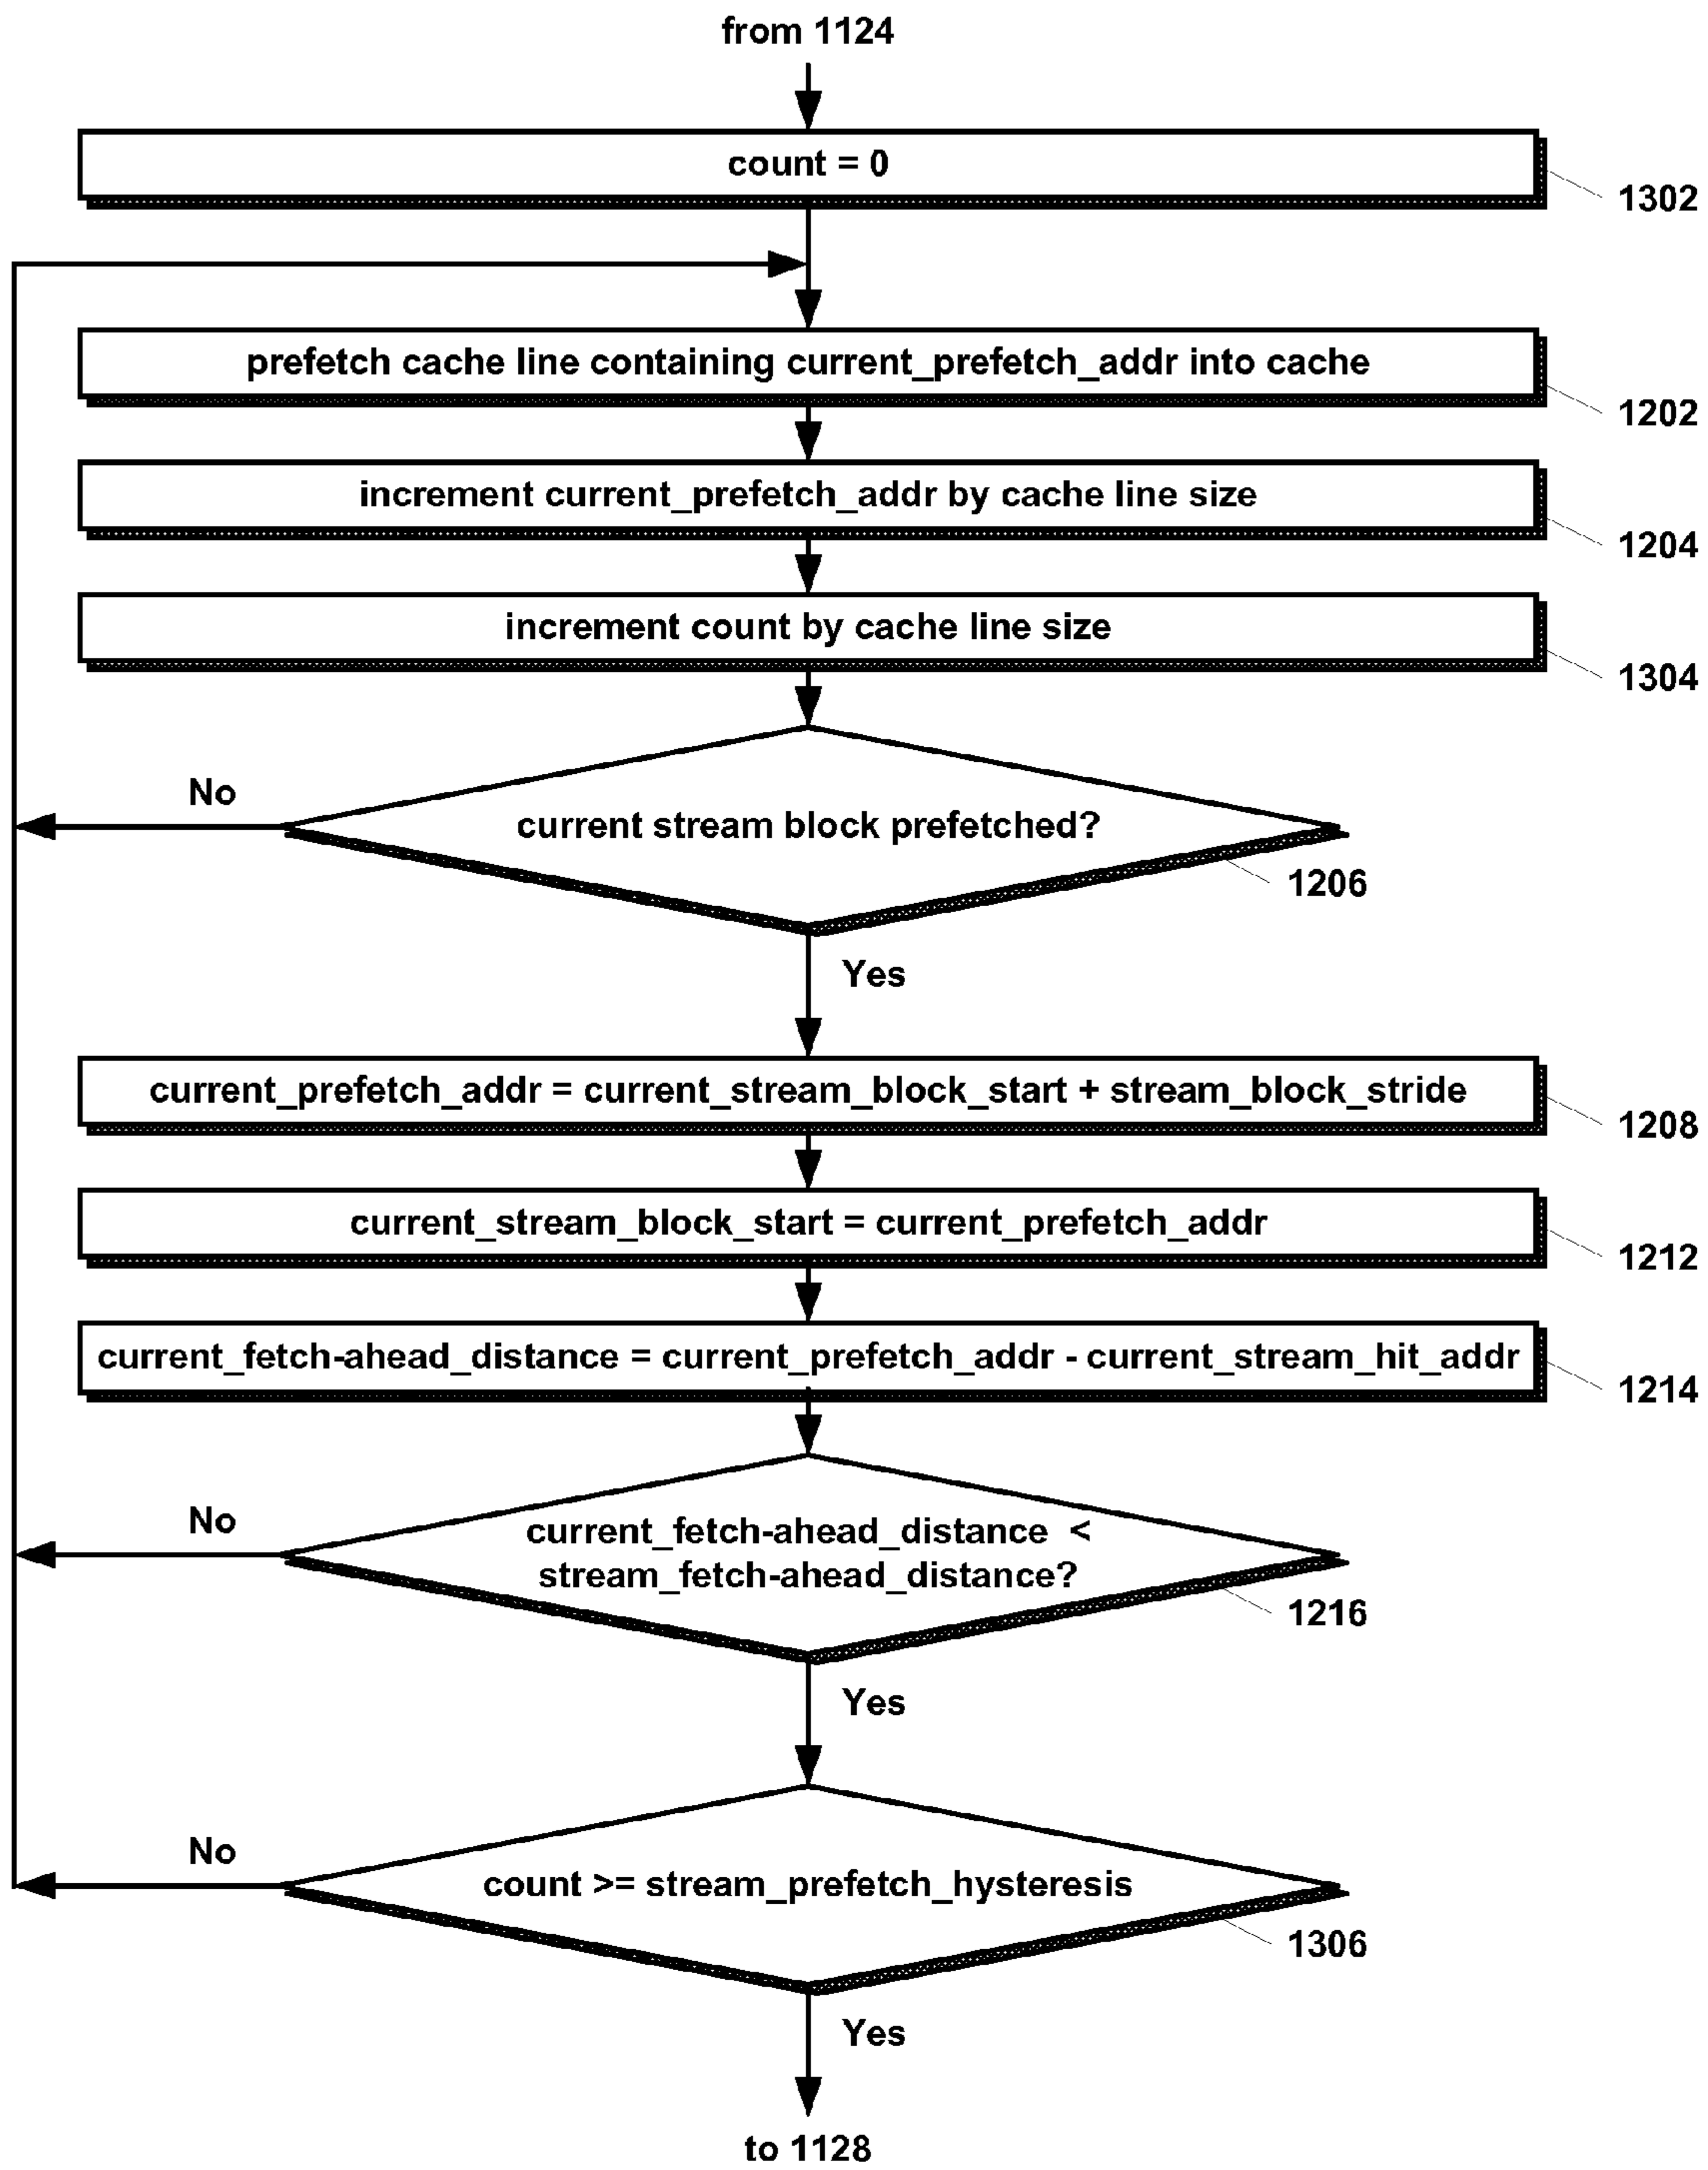 from 1124
count = 0
1302
prefetch cache line containing current_prefetch_addr into cache
1202
increment current_prefetch_addr by cache line size
1204
increment count by cache line size
1304
No
current stream block prefetched?
1206
Yes
current_prefetch_addr = current_stream_block_start + stream_block_stride
1208
current_stream_block_start = current_prefetch_addr
1212
current_fetch-ahead_distance = current_prefetch_addr - current_stream_hit_addr
1214
No
current_fetch-ahead_distance <
stream_fetch-ahead_distance?
1216
Yes
No
count >= stream_prefetch_hysteresis
1306
Yes
to 1128